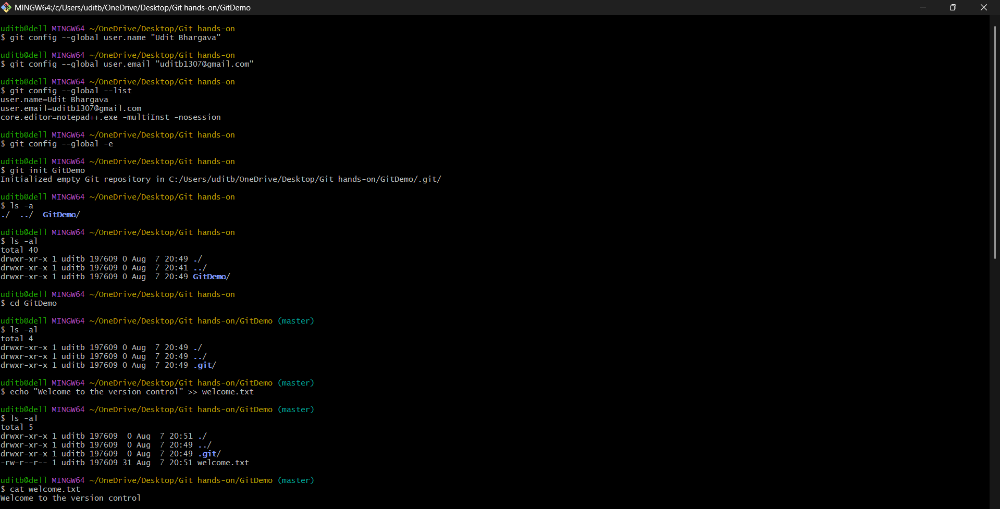 MINGW64:/c/Users/uditb/OneDrive/Desktop/Git hands-on/GitDemo
uditb@dell MINGW64 ~/OneDrive/Desktop/Git hands-on
$ git config --global user.name "Udit Bhargava"
uditb@dell MINGW64 ~/OneDrive/Desktop/Git hands-on
$ git config --global user.email "uditb1307@gmail.com"
uditb@dell MINGW64 ~/OneDrive/Desktop/Git hands-on
$ git config --global --list
user.name=Udit Bhargava
user.email=uditb1307@gmail.com
core.editor=notepad++.exe -multiInst -nosession
uditb@dell MINGW64 ~/OneDrive/Desktop/Git hands-on
$ git config --global -e
uditb@dell MINGW64 ~/OneDrive/Desktop/Git hands-on
$ git init GitDemo
Initialized empty Git repository in C:/Users/uditb/OneDrive/Desktop/Git hands-on/GitDemo/.git/
uditb@dell MINGW64 ~/OneDrive/Desktop/Git hands-on
$ ls -a
./  ../  GitDemo/
uditb@dell MINGW64 ~/OneDrive/Desktop/Git hands-on
$ ls -al
total 40
drwxr-xr-x 1 uditb 197609 0 Aug  7 20:49 ./
drwxr-xr-x 1 uditb 197609 0 Aug  7 20:41 ../
drwxr-xr-x 1 uditb 197609 0 Aug  7 20:49 GitDemo/
uditb@dell MINGW64 ~/OneDrive/Desktop/Git hands-on
$ cd GitDemo
uditb@dell MINGW64 ~/OneDrive/Desktop/Git hands-on/GitDemo (master)
$ ls -al
total 4
drwxr-xr-x 1 uditb 197609 0 Aug  7 20:49 ./
drwxr-xr-x 1 uditb 197609 0 Aug  7 20:49 ../
drwxr-xr-x 1 uditb 197609 0 Aug  7 20:49 .git/
uditb@dell MINGW64 ~/OneDrive/Desktop/Git hands-on/GitDemo (master)
$ echo "Welcome to the version control" >> welcome.txt
uditb@dell MINGW64 ~/OneDrive/Desktop/Git hands-on/GitDemo (master)
$ ls -al
total 5
drwxr-xr-x 1 uditb 197609  0 Aug  7 20:51 ./
drwxr-xr-x 1 uditb 197609  0 Aug  7 20:49 ../
drwxr-xr-x 1 uditb 197609  0 Aug  7 20:49 .git/
-rw-r--r-- 1 uditb 197609 31 Aug  7 20:51 welcome.txt
uditb@dell MINGW64 ~/OneDrive/Desktop/Git hands-on/GitDemo (master)
$ cat welcome.txt
Welcome to the version control